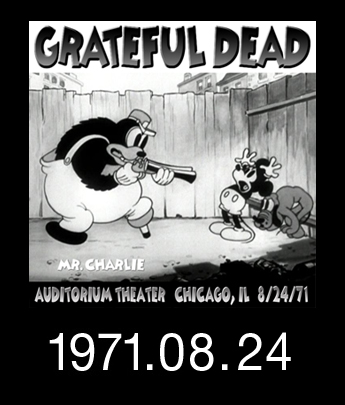 GRATEFUL DEAD
MR. CHARLIE
AUDITORIUM THEATER CHICAGO, IL 8/24/71
1971.08.24